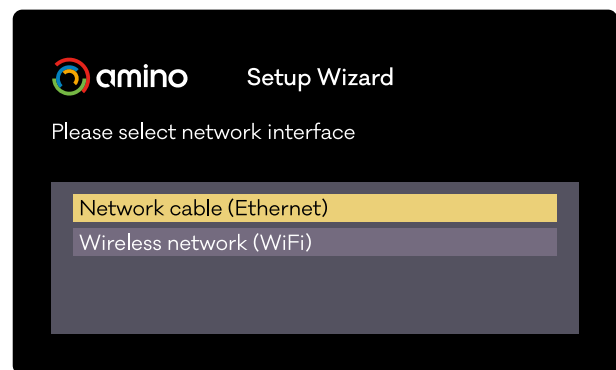 amino Setup Wizard
Please select network interface
Network cable (Ethernet)
Wireless network (WiFi)